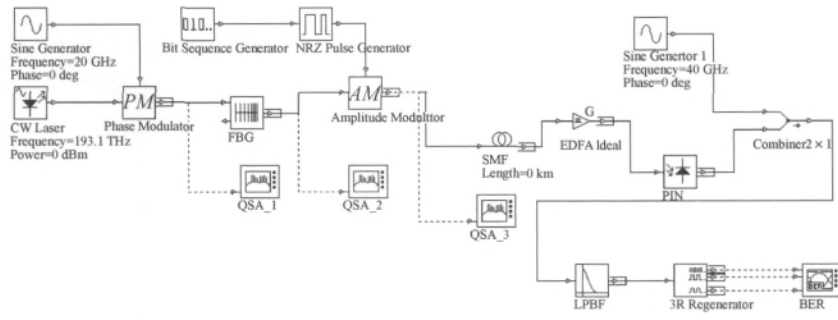 Sine Generator
Frequency=20 GHz
Phase=0 deg
010..
Bit Sequence Generator
NRZ Pulse Generator
CW Laser
Frequency=193.1 THz
Power=0 dBm
PM
Phase Modulator
FBG
AM
Amplitude Modulttor
QSA_1
QSA_2
QSA_3
SMF
Length=0 km
G
EDFA Ideal
PIN
Sine Genertor 1
Frequency=40 GHz
Phase=0 deg
Combiner2×1
LPBF
3R Regenerator
BER
BER